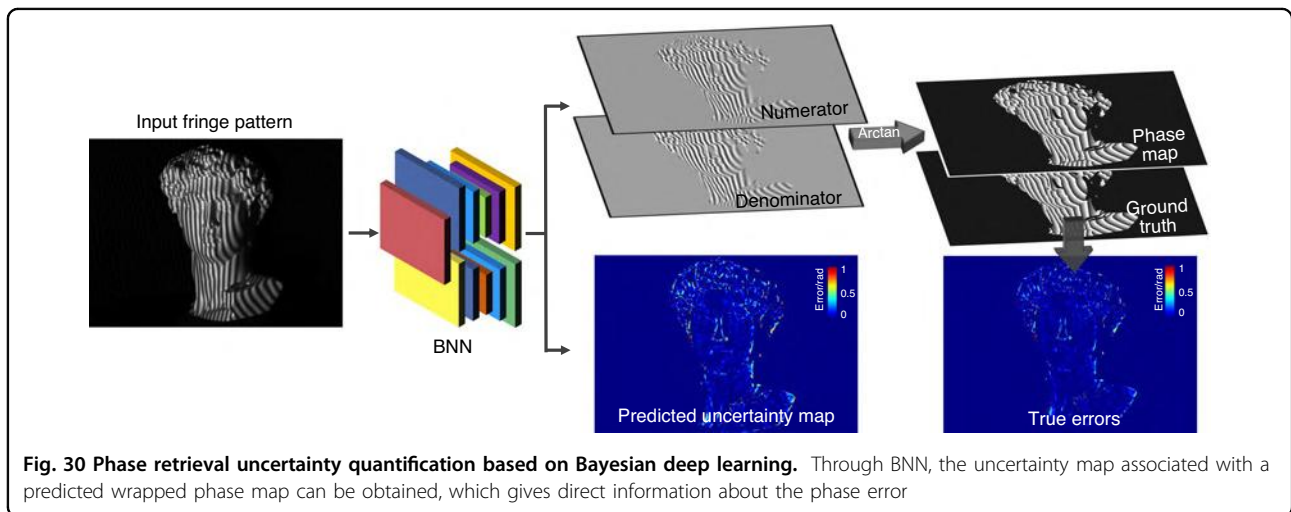 Input fringe pattern
BNN
Numerator
Denominator
Arctan
Phase
map
Ground
truth
Error/rad
1
0.5
0
Predicted uncertainty map
Error/rad
1
0.5
0
True errors
Fig. 30 Phase retrieval uncertainty quantification based on Bayesian deep learning. Through BNN, the uncertainty map associated with a
predicted wrapped phase map can be obtained, which gives direct information about the phase error